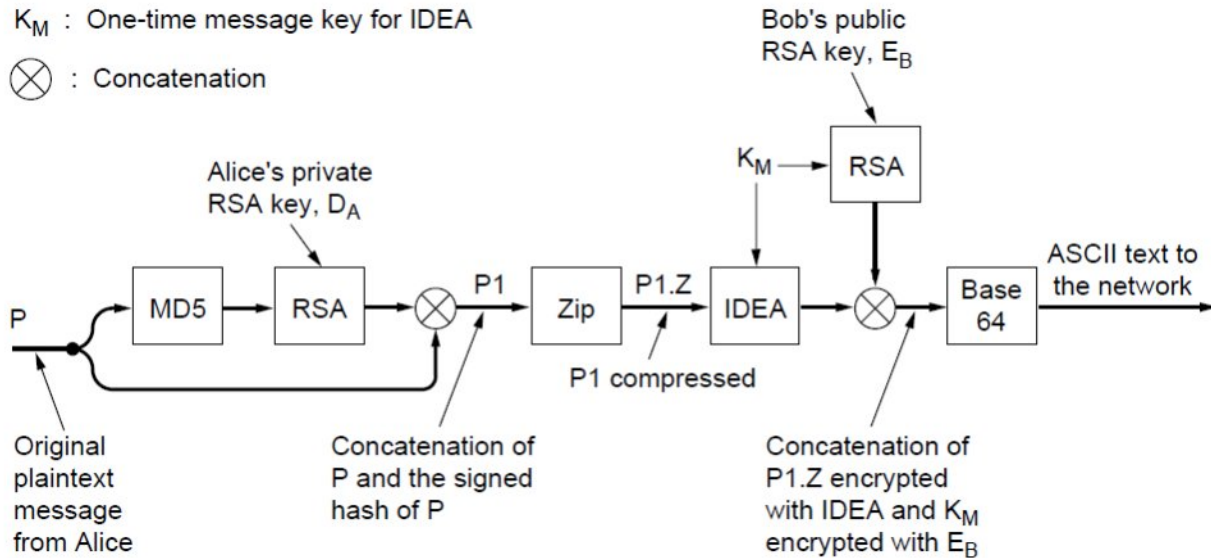 K_M : One-time message key for IDEA
⊗ : Concatenation
Bob's public
RSA key, E_B
Alice's private
RSA key, D_A
K_M
RSA
P
MD5
RSA
P1
Zip
P1.Z
IDEA
Base
64
ASCII text to
the network
P1 compressed
Original
plaintext
message
from Alice
Concatenation of
P and the signed
hash of P
Concatenation of
P1.Z encrypted
with IDEA and K_M
encrypted with E_B